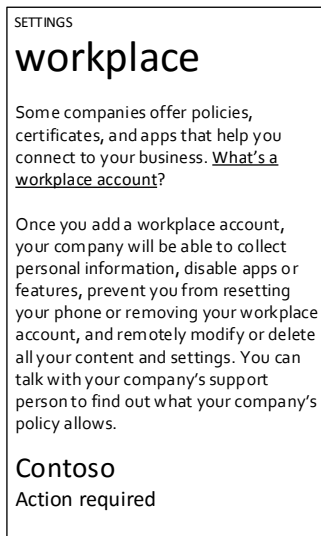 SETTINGS
workplace
Some companies offer policies,
certificates, and apps that help you
connect to your business. What's a
workplace account?
Once you add a workplace account,
your company will be able to collect
personal information, disable apps or
features, prevent you from resetting
your phone or removing your workplace
account, and remotely modify or delete
all your content and settings. You can
talk with your company's support
person to find out what your company's
policy allows.
Contoso
Action required